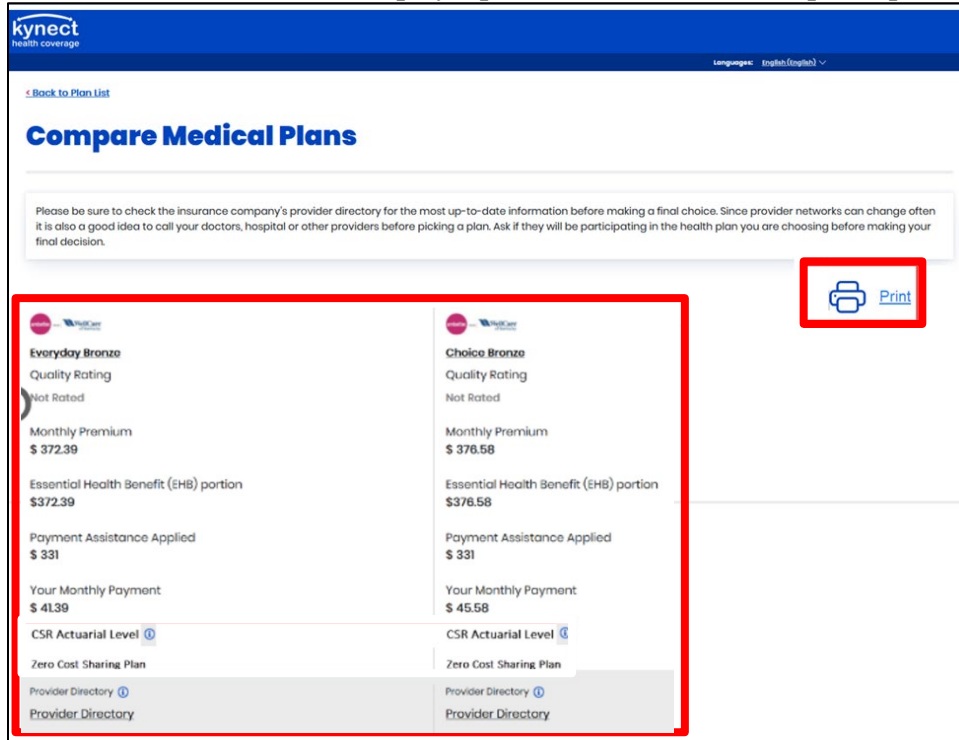 kynect
health coverage
Languages: English (English)
< Back to Plan List
Compare Medical Plans
Please be sure to check the insurance company's provider directory for the most up-to-date information before making a final choice. Since provider networks can change often
it is also a good idea to call your doctors, hospital or other providers before picking a plan. Ask if they will be participating in the health plan you are choosing before making your
final decision.
Print
WellCare
WellCare
Everyday Bronze
Choice Bronze
Quality Rating
Quality Rating
Not Rated
Not Rated
Monthly Premium
Monthly Premium
$ 372.39
$ 376.58
Essential Health Benefit (EHB) portion
Essential Health Benefit (EHB) portion
$372.39
$376.58
Payment Assistance Applied
Payment Assistance Applied
$ 331
$ 331
Your Monthly Payment
Your Monthly Payment
$ 41.39
$ 45.58
CSR Actuarial Level
CSR Actuarial Level
Zero Cost Sharing Plan
Zero Cost Sharing Plan
Provider Directory
Provider Directory
Provider Directory
Provider Directory